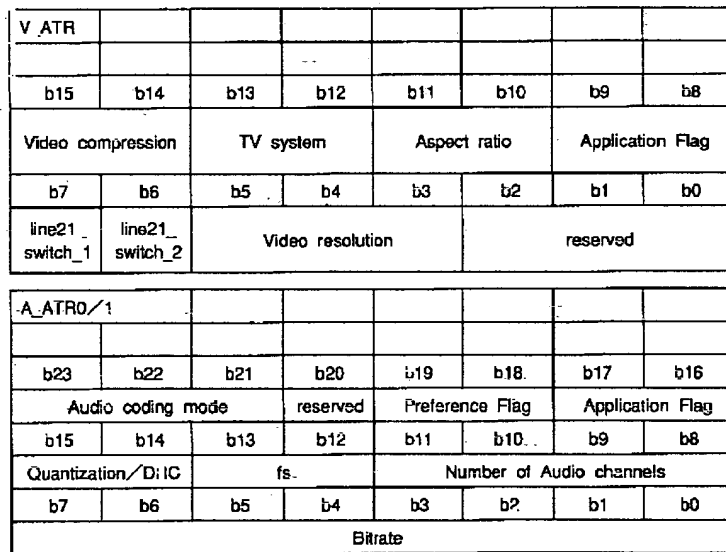 V_ATR
b15 b14 b13 b12 b11 b10 b9 b8
Video compression TV system Aspect ratio Application Flag
b7 b6 b5 b4 b3 b2 b1 b0
line21_ line21_ Video resolution reserved
switch_1 switch_2
A_ATR0/1
b23 b22 b21 b20 b19 b18 b17 b16
Audio coding mode reserved Preference Flag Application Flag
b15 b14 b13 b12 b11 b10 b9 b8
Quantization/ fs Number of Audio channels
b7 b6 b5 b4 b3 b2 b1 b0
Bitrate